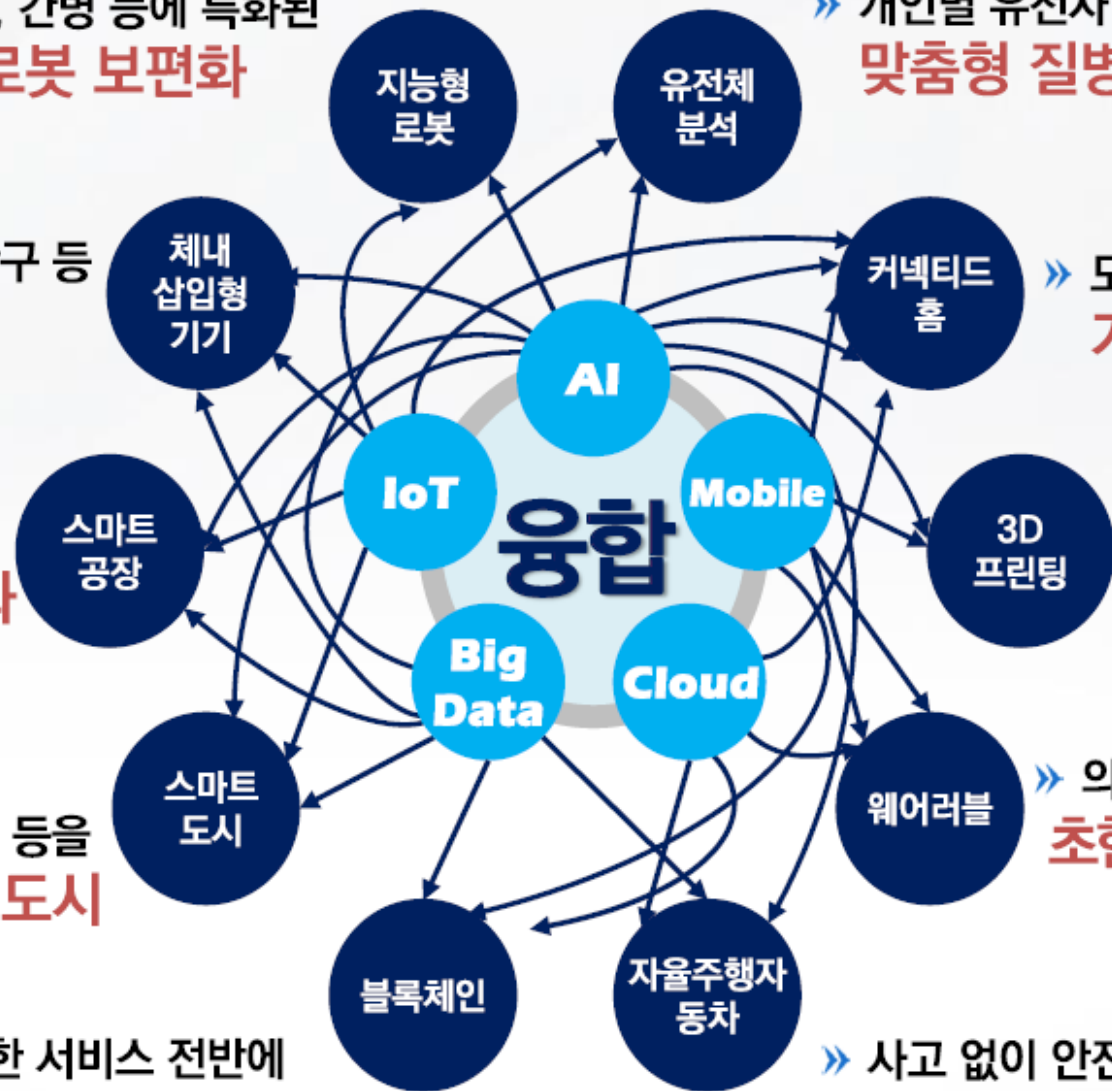 간병 등에 특화된
로봇 보편화
개인별 유전자
맞춤형 질병
지능형
로봇
유전체
분석
체내
삽입형
기기
구 등
커넥티드
홈
AI
IoT
Mobile
융합
스마트
공장
3D
프린팅
Big
Data
Cloud
스마트
도시
등을
도시
웨어러블
블록체인
자율주행자
동차
한 서비스 전반에
사고 없이 안전